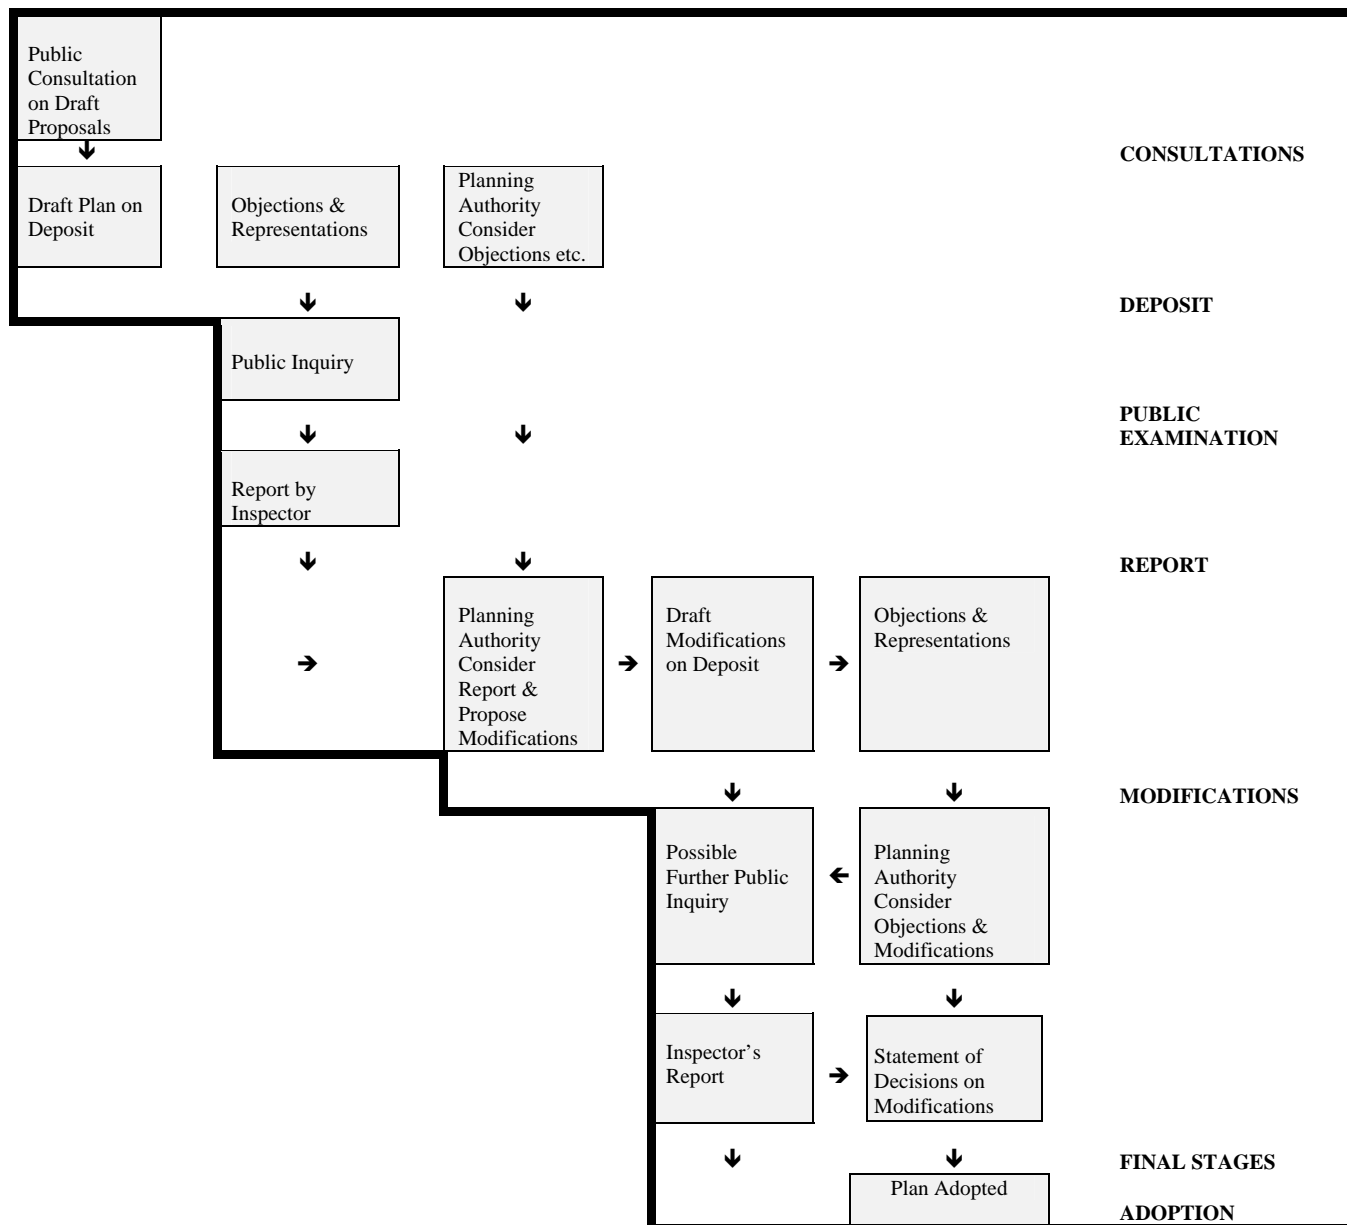 Public
Consultation
on Draft
Proposals
CONSULTATIONS
Draft Plan on
Deposit
Objections &
Representations
Planning
Authority
Consider
Objections etc.
DEPOSIT
Public Inquiry
PUBLIC
EXAMINATION
Report by
Inspector
REPORT
Planning
Authority
Consider
Report &
Propose
Modifications
Draft
Modifications
on Deposit
Objections &
Representations
MODIFICATIONS
Possible
Further Public
Inquiry
Planning
Authority
Consider
Objections &
Modifications
Inspector’s
Report
Statement of
Decisions on
Modifications
FINAL STAGES
Plan Adopted
ADOPTION